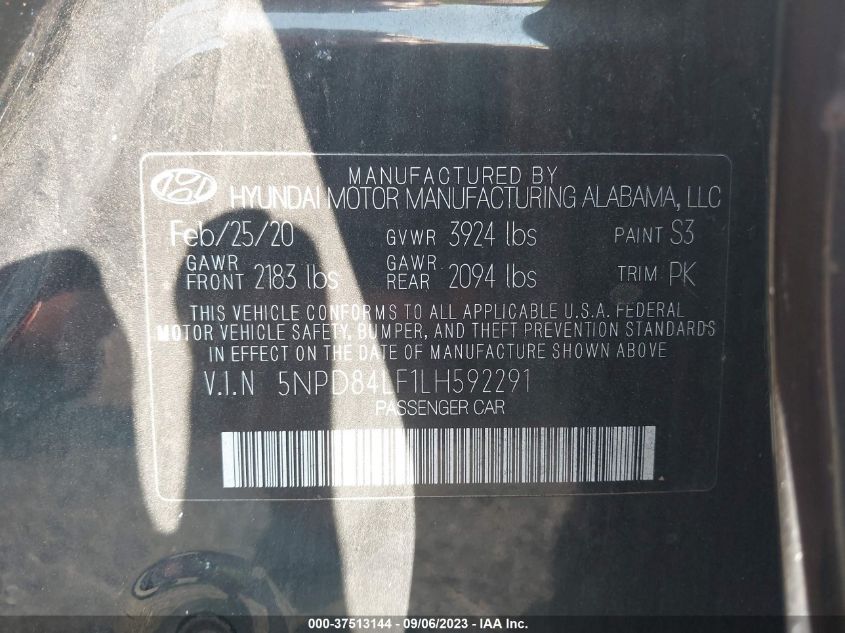 MANUFACTURED BY
HYUNDAI MOTOR MANUFACTURING ALABAMA, LLC
Feb/25/20 GVWR 3924 lbs PAINT S3
GAWR FRONT 2183 lbs GAWR REAR 2094 lbs TRIM PK
THIS VEHICLE CONFORMS TO ALL APPLICABLE U.S.A. FEDERAL
MOTOR VEHICLE SAFETY, BUMPER, AND THEFT PREVENTION STANDARDS
IN EFFECT ON THE DATE OF MANUFACTURE SHOWN ABOVE
V.I.N 5NPD84LF1LH592291
PASSENGER CAR
000-37513144 - 09/06/2023 - IAA Inc.